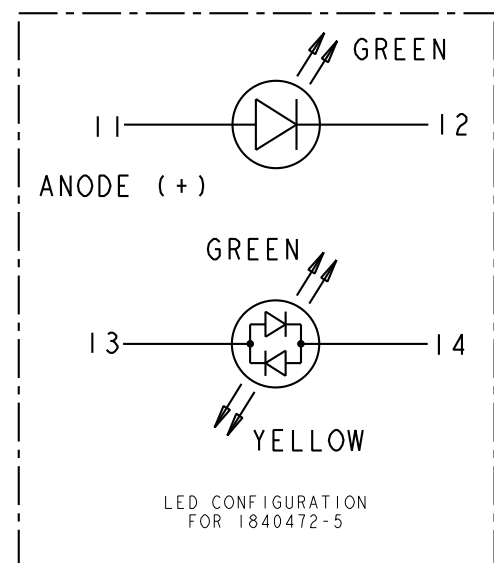 GREEN
11 12
ANODE (+)
GREEN
13 14
YELLOW
LED CONFIGURATION
FOR 1840472-5